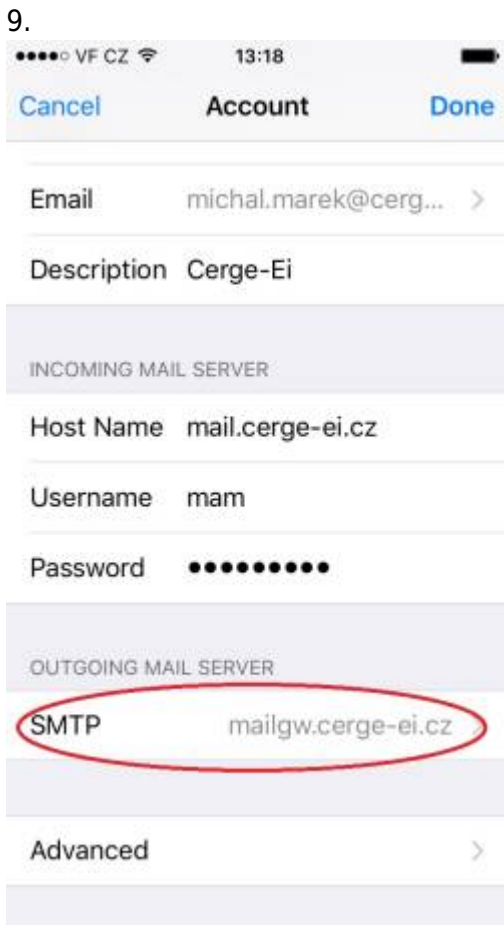 9.
VF CZ 13:18
Cancel Account Done
Email michal.marek@cerg...
Description Cerge-Ei
INCOMING MAIL SERVER
Host Name mail.cerge-ei.cz
Username mam
Password ●●●●●●●●●
OUTGOING MAIL SERVER
SMTP mailgw.cerge-ei.cz
Advanced